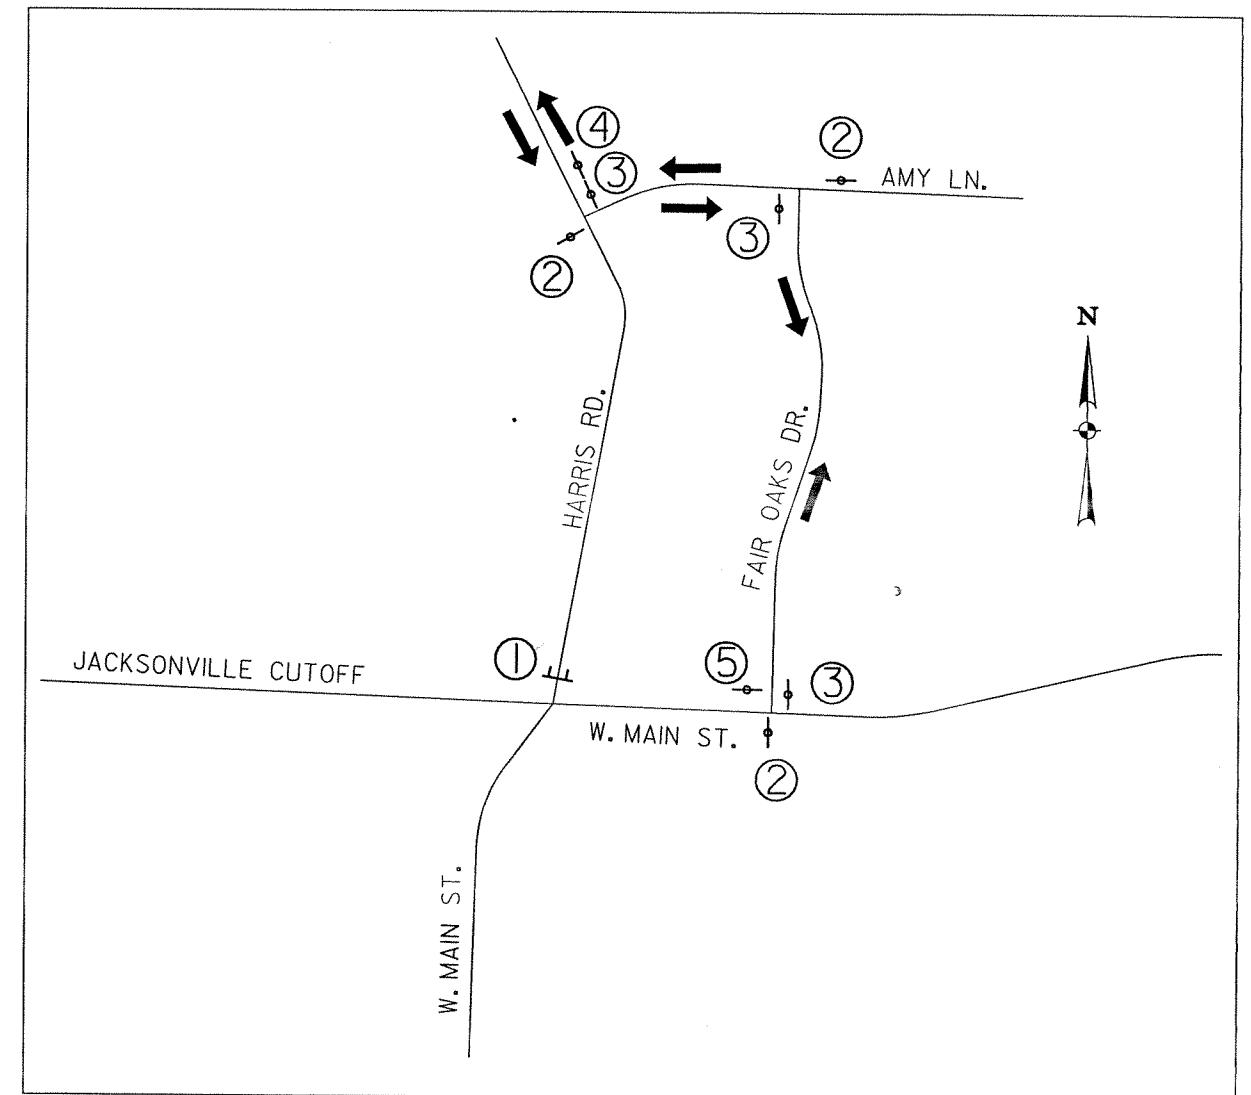 4
2
3
AMY LN.
3
2
N
HARRIS RD.
FAIR OAKS DR.
1
5
3
JACKSONVILLE CUTOFF
W. MAIN ST.
2
W. MAIN ST.